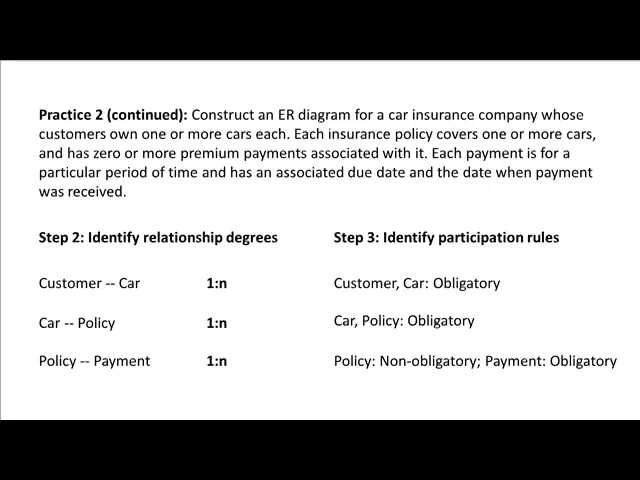 Practice 2 (continued): Construct an ER diagram for a car insurance company whose
customers own one or more cars each. Each insurance policy covers one or more cars,
and has zero or more premium payments associated with it. Each payment is for a
particular period of time and has an associated due date and the date when payment
was received.
Step 2: Identify relationship degrees
Customer -- Car 1:n
Car -- Policy 1:n
Policy -- Payment 1:n
Step 3: Identify participation rules
Customer, Car: Obligatory
Car, Policy: Obligatory
Policy: Non-obligatory; Payment: Obligatory